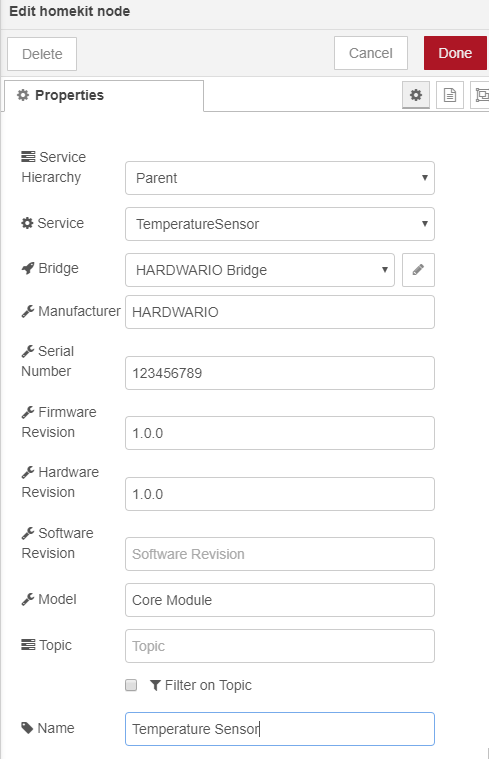 Edit homekit node
Delete
Cancel
Done
Properties
Service
Hierarchy
Parent
Service
TemperatureSensor
Bridge
HARDWARIO Bridge
Manufacturer
HARDWARIO
Serial
Number
123456789
Firmware
Revision
1.0.0
Hardware
Revision
1.0.0
Software
Revision
Software Revision
Model
Core Module
Topic
Topic
Filter on Topic
Name
Temperature Sensor